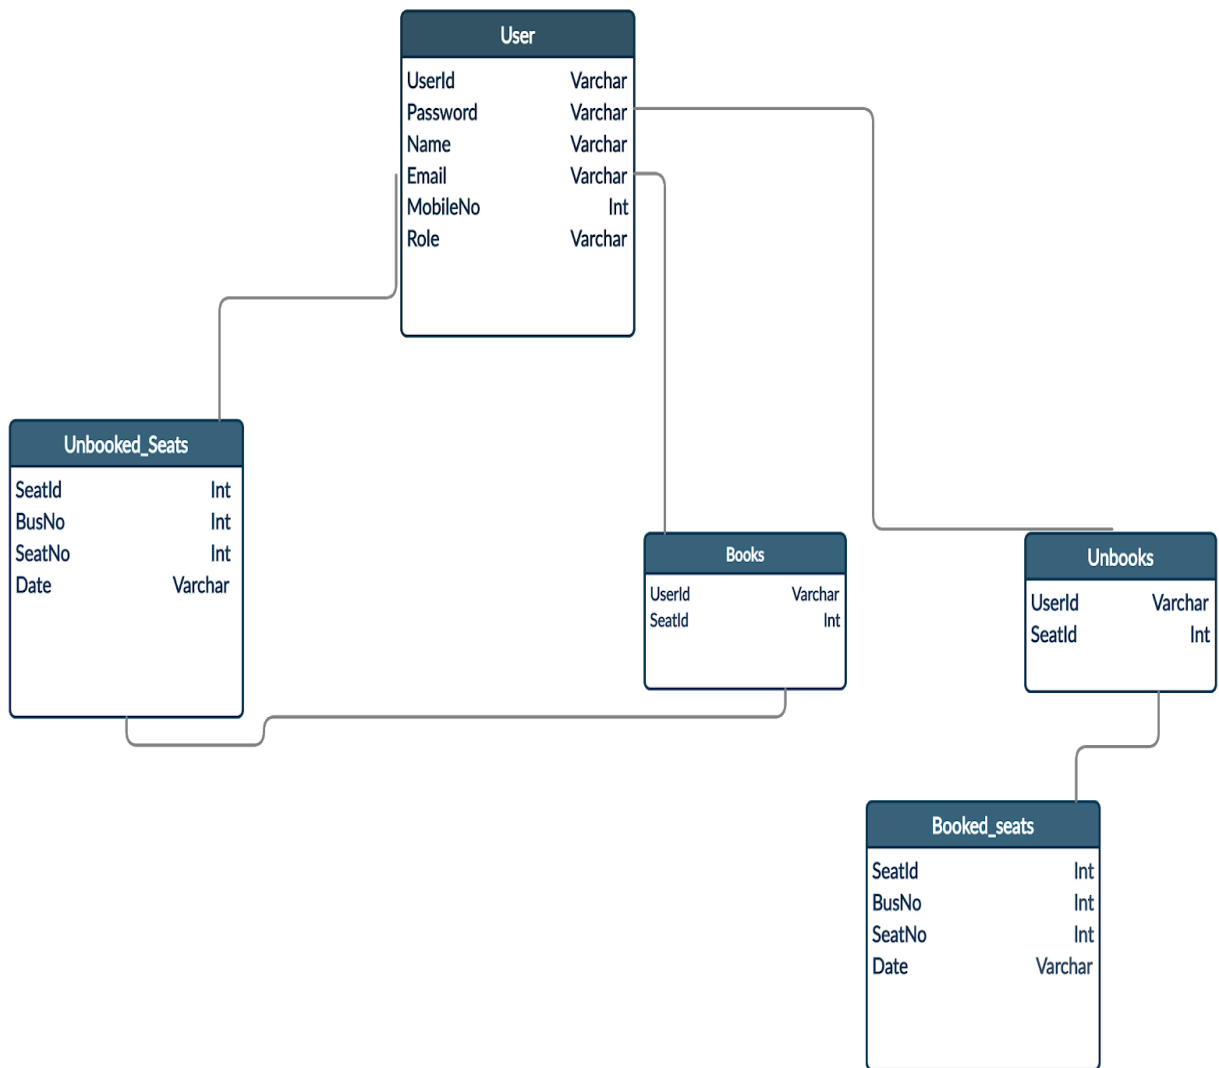 User
UserId Varchar
Password Varchar
Name Varchar
Email Varchar
MobileNo Int
Role Varchar
Unbooked_Seats
SeatId Int
BusNo Int
SeatNo Int
Date Varchar
Books
UserId Varchar
SeatId Int
Unbooks
UserId Varchar
SeatId Int
Booked_seats
SeatId Int
BusNo Int
SeatNo Int
Date Varchar